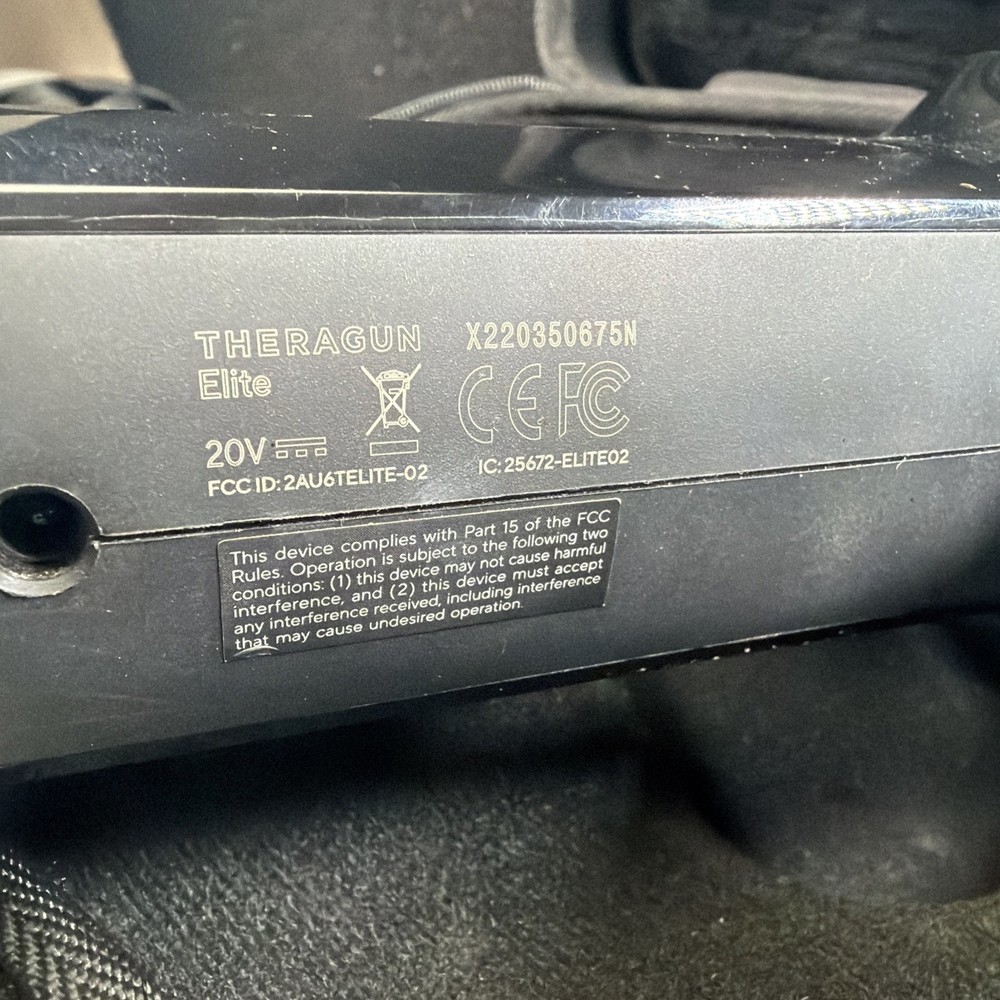 THERAGUN X220350675N
Elite
CE FC
20V
FCC ID: 2AU6TELITE-02 IC: 25672-ELITE02
This device complies with Part 15 of the FCC
Rules. Operation is subject to the following two
conditions: (1) this device may not cause harmful
interference, and (2) this device must accept
any interference received, including interference
that may cause undesired operation.